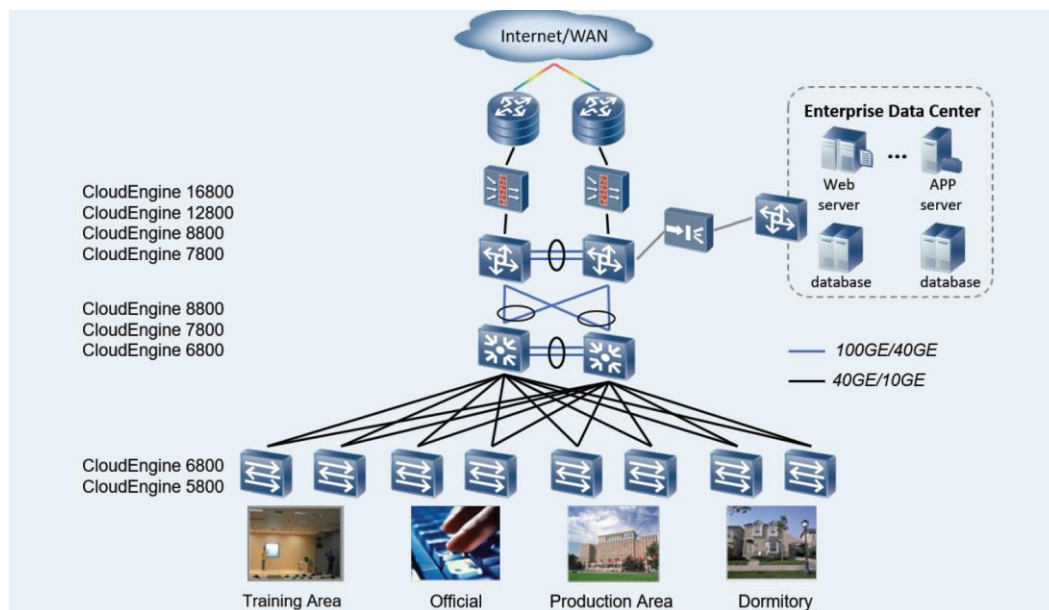 Internet/WAN
Enterprise Data Center
Web
server
...
APP
server
database
database
CloudEngine 16800
CloudEngine 12800
CloudEngine 8800
CloudEngine 7800
CloudEngine 8800
CloudEngine 7800
CloudEngine 6800
100GE/40GE
40GE/10GE
CloudEngine 6800
CloudEngine 5800
Training Area
Official
Production Area
Dormitory